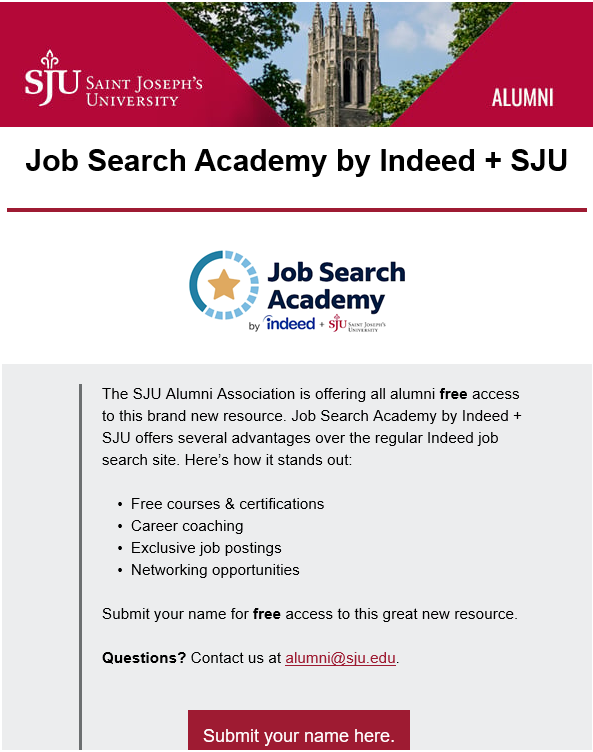 SJU SAINT JOSEPH'S
UNIVERSITY
ALUMNI
Job Search Academy by Indeed + SJU
Job Search
Academy
by indeed + SJU SAINT JOSEPH'S
UNIVERSITY
The SJU Alumni Association is offering all alumni free access
to this brand new resource. Job Search Academy by Indeed +
SJU offers several advantages over the regular Indeed job
search site. Here’s how it stands out:
• Free courses & certifications
• Career coaching
• Exclusive job postings
• Networking opportunities
Submit your name for free access to this great new resource.
Questions? Contact us at alumni@sju.edu.
Submit your name here.